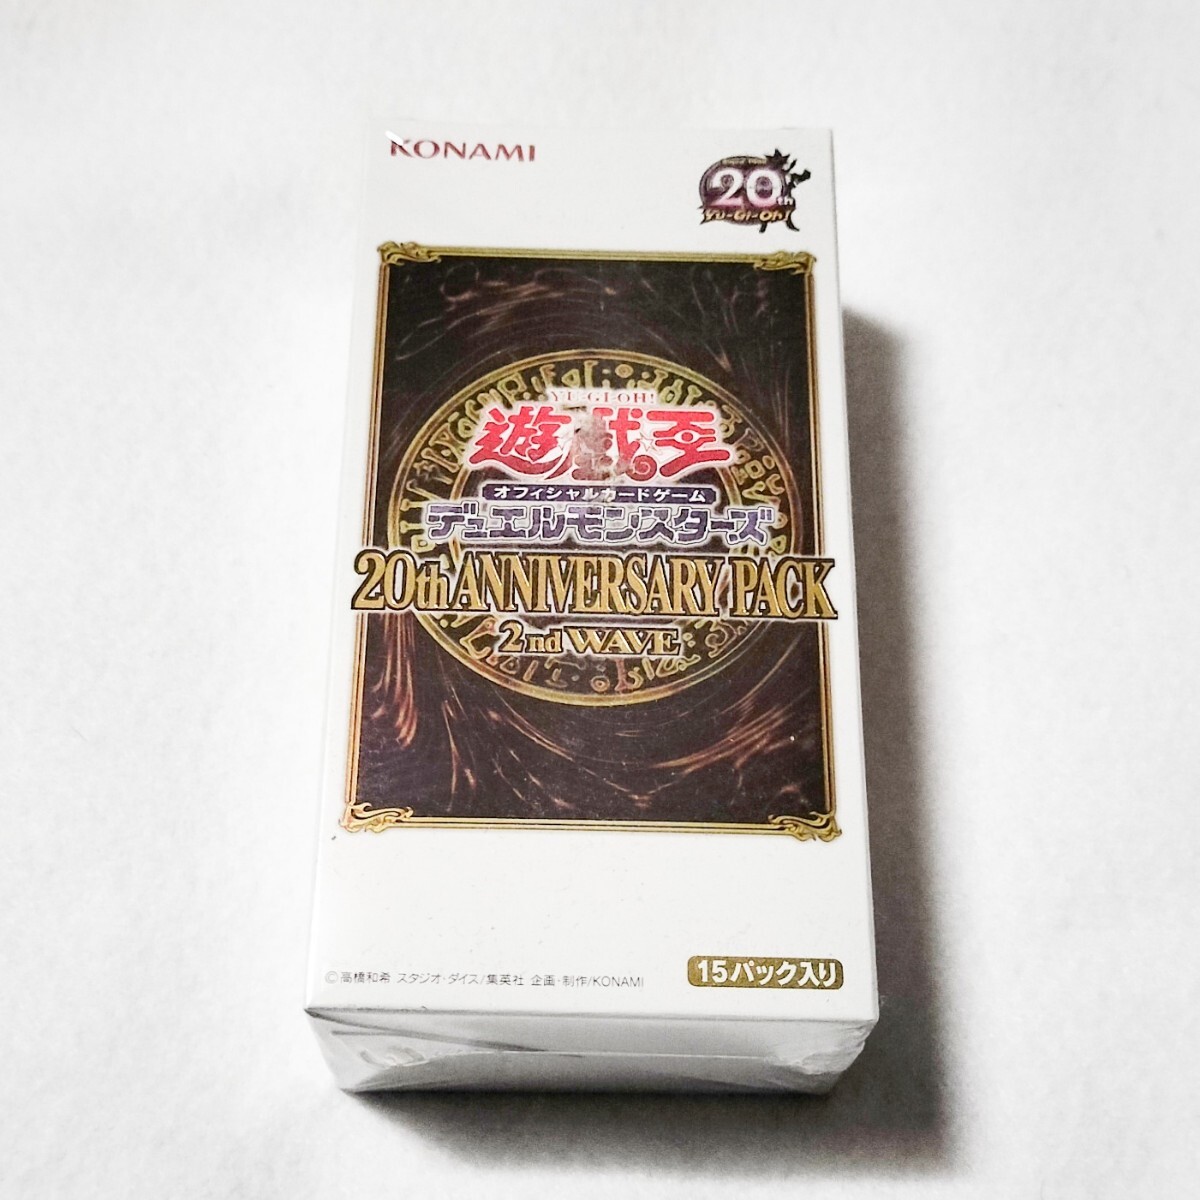 KONAMI
20th
Yu-Gi-Oh!
YU-GI-OH!
遊戯王
オフィシャルカードゲーム
デュエルモンスターズ
20th ANNIVERSARY PACK
2nd WAVE
15パック入り
©高橋和希 スタジオ・ダイス/集英社 企画・制作/KONAMI